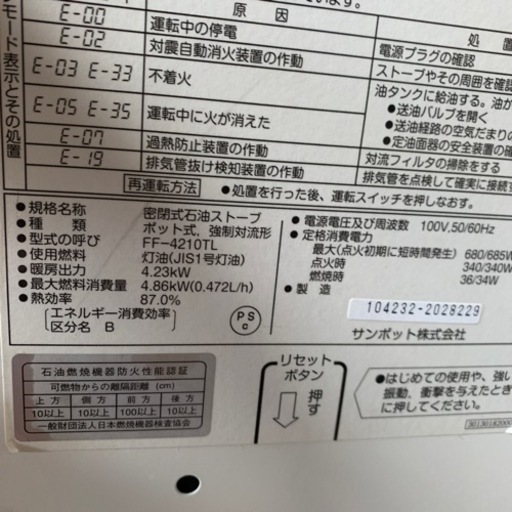 原因
処置
モード表示とその処置
E-00 運転中の停電 電源プラグの確認
E-02 対震自動消火装置の作動 ストーブやその周囲を確認
E-03 E-33 不着火 油タンクに給油する。
E-05 E-35 運転中に火が消えた ●送油バルブを開く
●送油経路の空気だまりの
●定油面器の安全装置の確
E-07 過熱防止装置の作動 対流フィルタの掃除をする
E-19 排気管抜け検知装置の作動 排気管を点検して確実に接続
再運転方法 ●処置を行った後、運転スイッチを押しなおす。
●規格名称 密閉式石油ストーブ
●種類 ポット式,強制対流形
●型式の呼び FF-4210TL
●使用燃料 灯油(JIS1号灯油)
●暖房出力 4.23kW
●最大燃料消費量 4.86kW(0.472L/h)
●熱効率 87.0%
[エネルギー消費効率]
区分名 B
PSC
●電源電圧及び周波数 100V,50/60Hz
●定格消費電力
最大(点火初期に短時間発生) 680/685W
点火時 340/340W
燃焼時 36/34W
●製造
104232-2028229
サンポット株式会社
石油燃焼機器防火性能認証
可燃物からの離隔距離 (cm)
上方 側方 前方 後方
10以上 10以上 100以上 10以上
一般財団法人日本燃焼機器検査協会
リセット
ボタン
押す
●はじめての使用や、強い
振動、衝撃を与えたとき
に押してください。